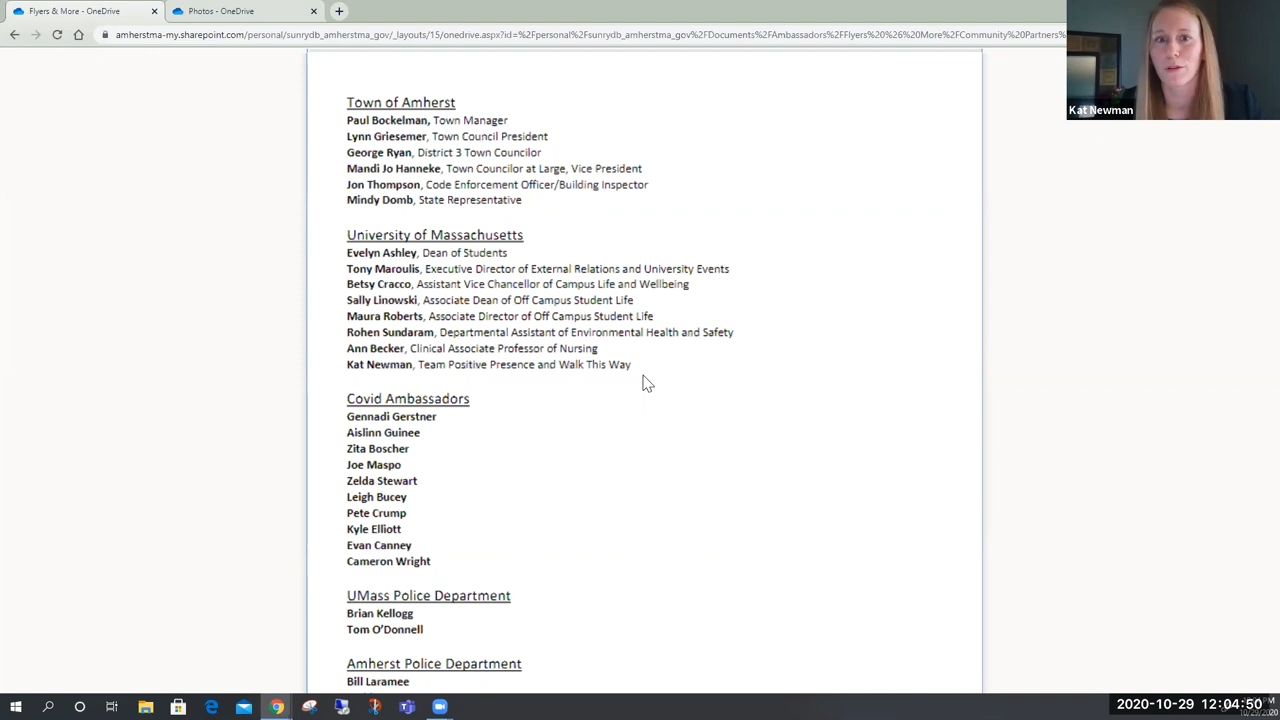 Flyers & More - OneDrive
Photos - OneDrive
amherstma-my.sharepoint.com/personal/sunrydb_amherstma_gov/_layouts/15/onedrive.aspx?id=%2Fpersonal%2Fsunrydb_amherstma_gov%2FDocuments%2FAmbassadors%2FFlyers%20%26%20More%2FCommunity%20Partners%
Kat Newman
Town of Amherst
Paul Bockelman, Town Manager
Lynn Griesemer, Town Council President
George Ryan, District 3 Town Councilor
Mandi Jo Hanneke, Town Councilor at Large, Vice President
Jon Thompson, Code Enforcement Officer/Building Inspector
Mindy Domb, State Representative
University of Massachusetts
Evelyn Ashley, Dean of Students
Tony Maroulis, Executive Director of External Relations and University Events
Betsy Cracco, Assistant Vice Chancellor of Campus Life and Wellbeing
Sally Linowski, Associate Dean of Off Campus Student Life
Maura Roberts, Associate Director of Off Campus Student Life
Rohen Sundaram, Departmental Assistant of Environmental Health and Safety
Ann Becker, Clinical Associate Professor of Nursing
Kat Newman, Team Positive Presence and Walk This Way
Covid Ambassadors
Gennadi Gerstner
Aislinn Guinee
Zita Boscher
Joe Maspo
Zelda Stewart
Leigh Bucey
Pete Crump
Kyle Elliott
Evan Canney
Cameron Wright
UMass Police Department
Brian Kellogg
Tom O'Donnell
Amherst Police Department
Bill Laramee
2020-10-29 12:04:50